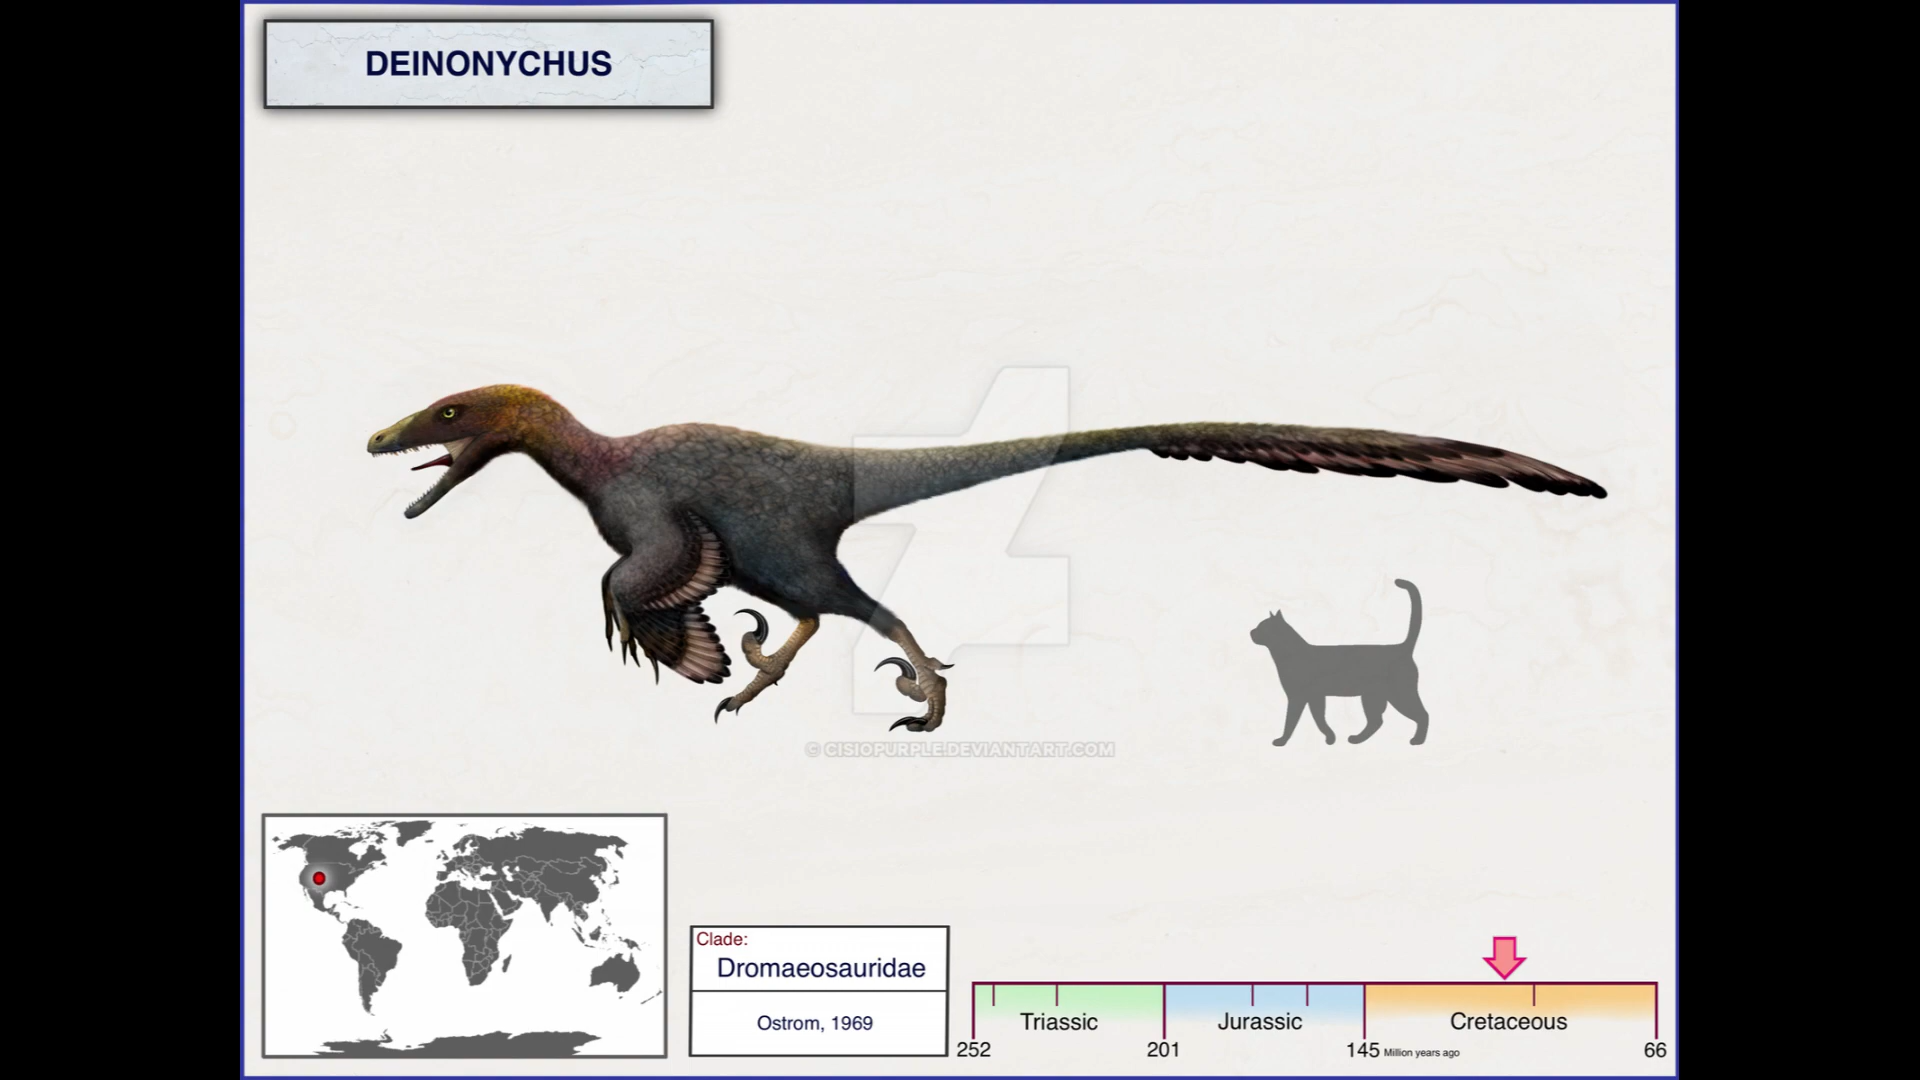 DEINONYCHUS
© CISIOPURPLE.DEVIANTART.COM
Clade:
Dromaeosauridae
Ostrom, 1969
Triassic
Jurassic
Cretaceous
252
201
145 Million years ago
66